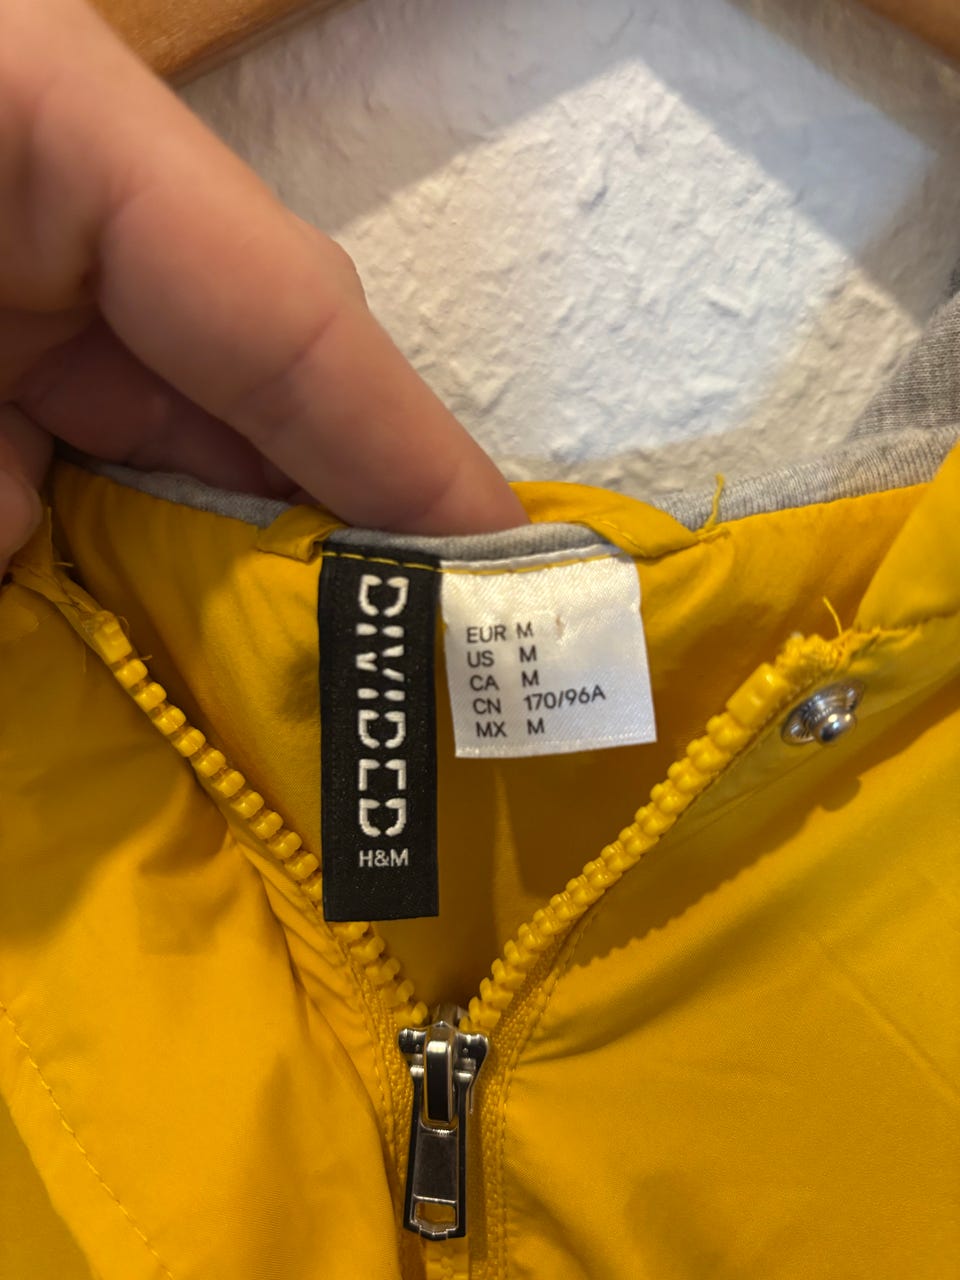 DIVIDED
H&M
EUR M
US M
CA M
CN 170/96A
MX M